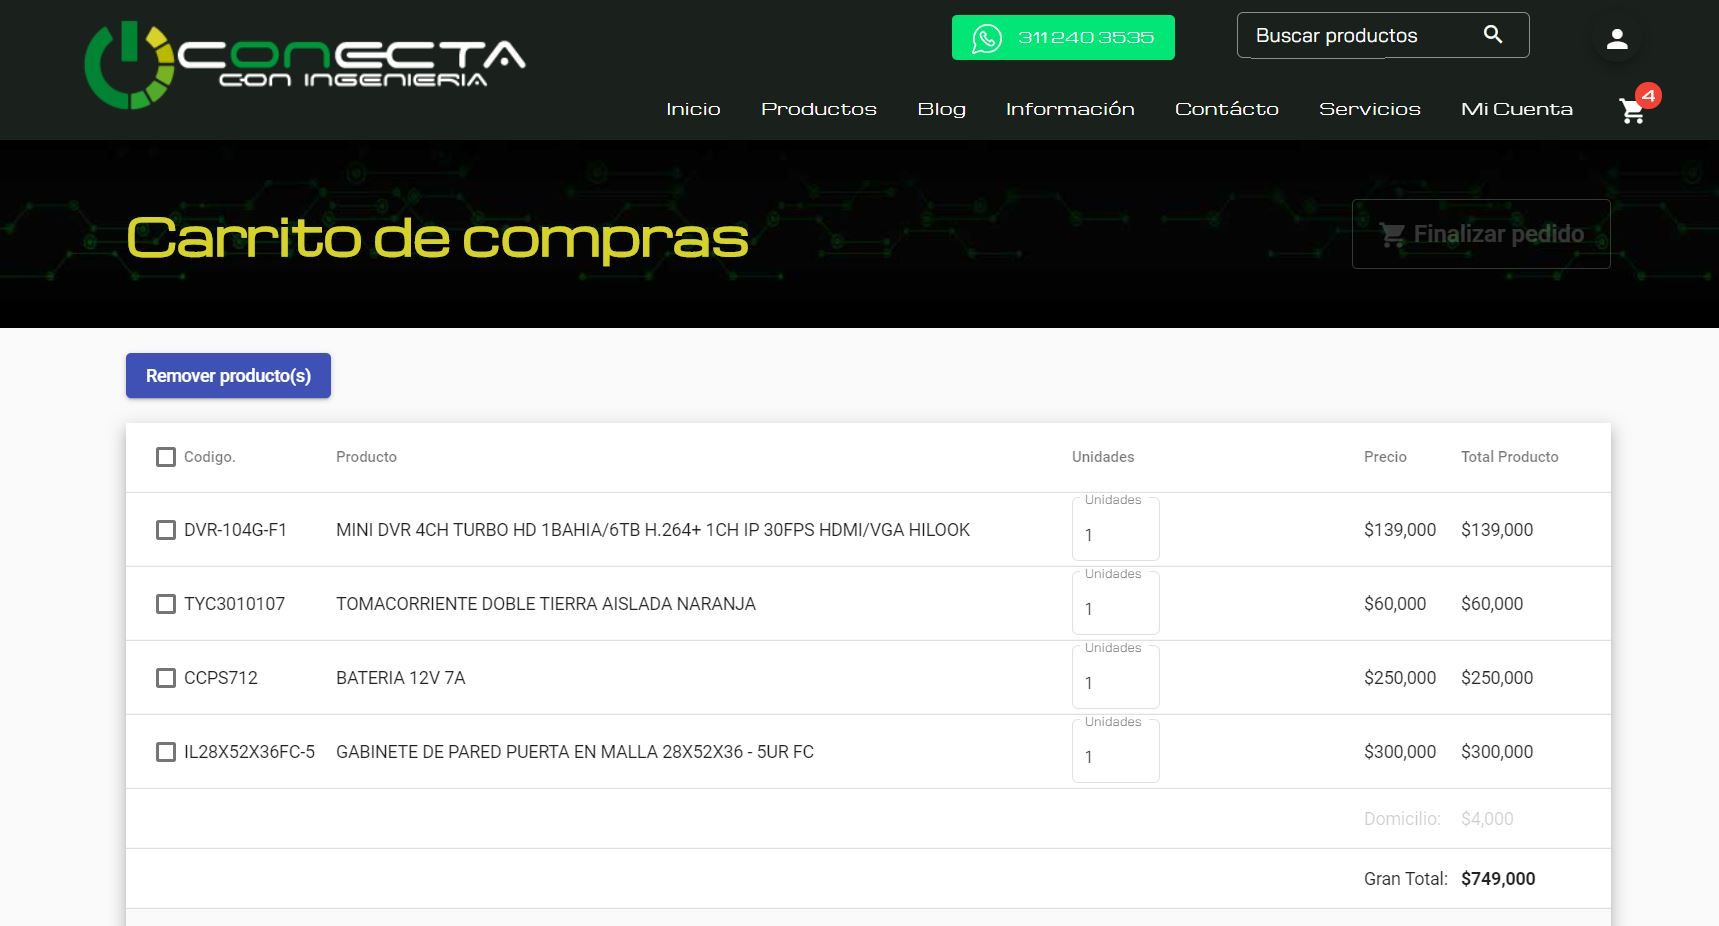 CONECTA
CON INGENIERIA
311 240 3535
Buscar productos
Inicio
Productos
Blog
Información
Contácto
Servicios
Mi Cuenta
4
Carrito de compras
Finalizar pedido
Remover producto(s)
Codigo. Producto Unidades Precio Total Producto
Unidades
DVR-104G-F1 MINI DVR 4CH TURBO HD 1BAHIA/6TB H.264+ 1CH IP 30FPS HDMI/VGA HILOOK 1 $139,000 $139,000
Unidades
TYC3010107 TOMACORRIENTE DOBLE TIERRA AISLADA NARANJA 1 $60,000 $60,000
Unidades
CCPS712 BATERIA 12V 7A 1 $250,000 $250,000
Unidades
IL28X52X36FC-5 GABINETE DE PARED PUERTA EN MALLA 28X52X36 - 5UR FC 1 $300,000 $300,000
Domicilio: $4,000
Gran Total: $749,000